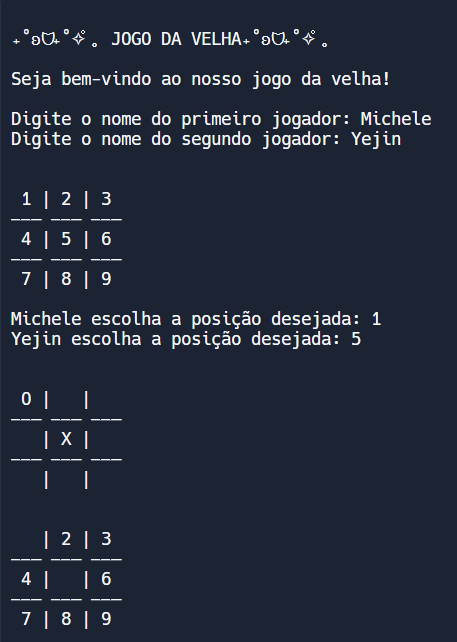 ₊˚ʚ ᗢ₊˚✧ ﾟ. JOGO DA VELHA₊˚ʚ ᗢ₊˚✧ ﾟ.
Seja bem-vindo ao nosso jogo da velha!
Digite o nome do primeiro jogador: Michele
Digite o nome do segundo jogador: Yejin
1 | 2 | 3
___ ___ ___
4 | 5 | 6
___ ___ ___
7 | 8 | 9
Michele escolha a posição desejada: 1
Yejin escolha a posição desejada: 5
O |   |
___ ___ ___
  | X |
___ ___ ___
  |   |
  | 2 | 3
___ ___ ___
4 |   | 6
___ ___ ___
7 | 8 | 9